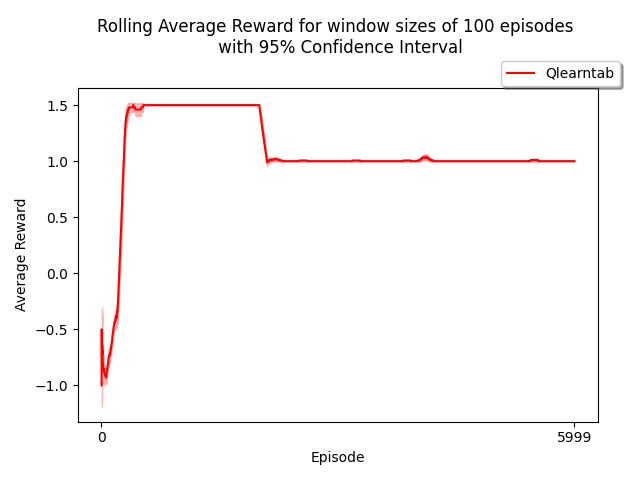 Rolling Average Reward for window sizes of 100 episodes
with 95% Confidence Interval
Qlearntab
1.5
1.0
0.5
0.0
−0.5
−1.0
Average Reward
0
5999
Episode